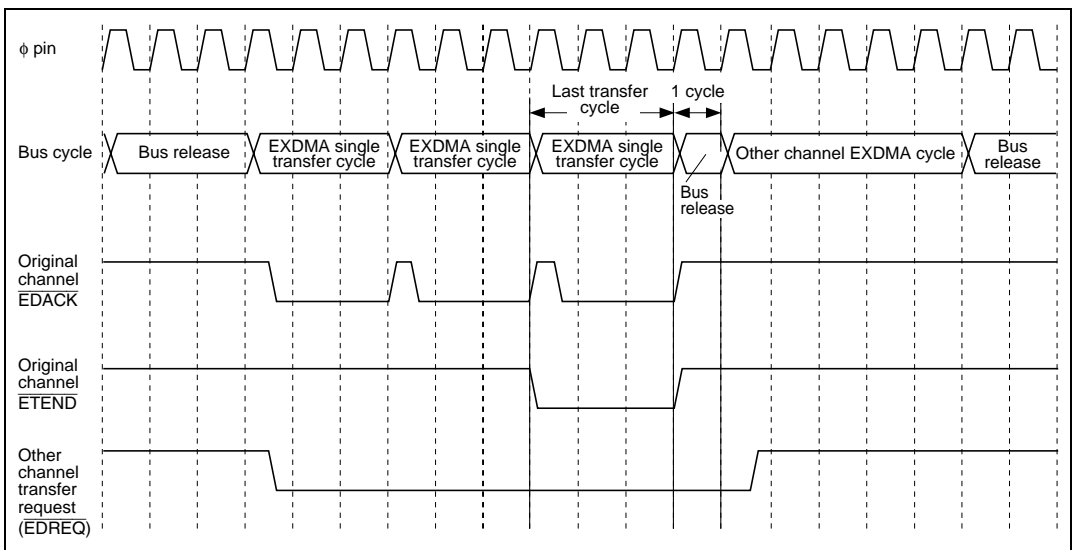 φ pin
Last transfer
cycle
1 cycle
Bus cycle
Bus release
EXDMA single
transfer cycle
EXDMA single
transfer cycle
EXDMA single
transfer cycle
Bus
release
Other channel EXDMA cycle
Bus
release
Original
channel
EDACK
Original
channel
ETEND
Other
channel
transfer
request
(EDREQ)